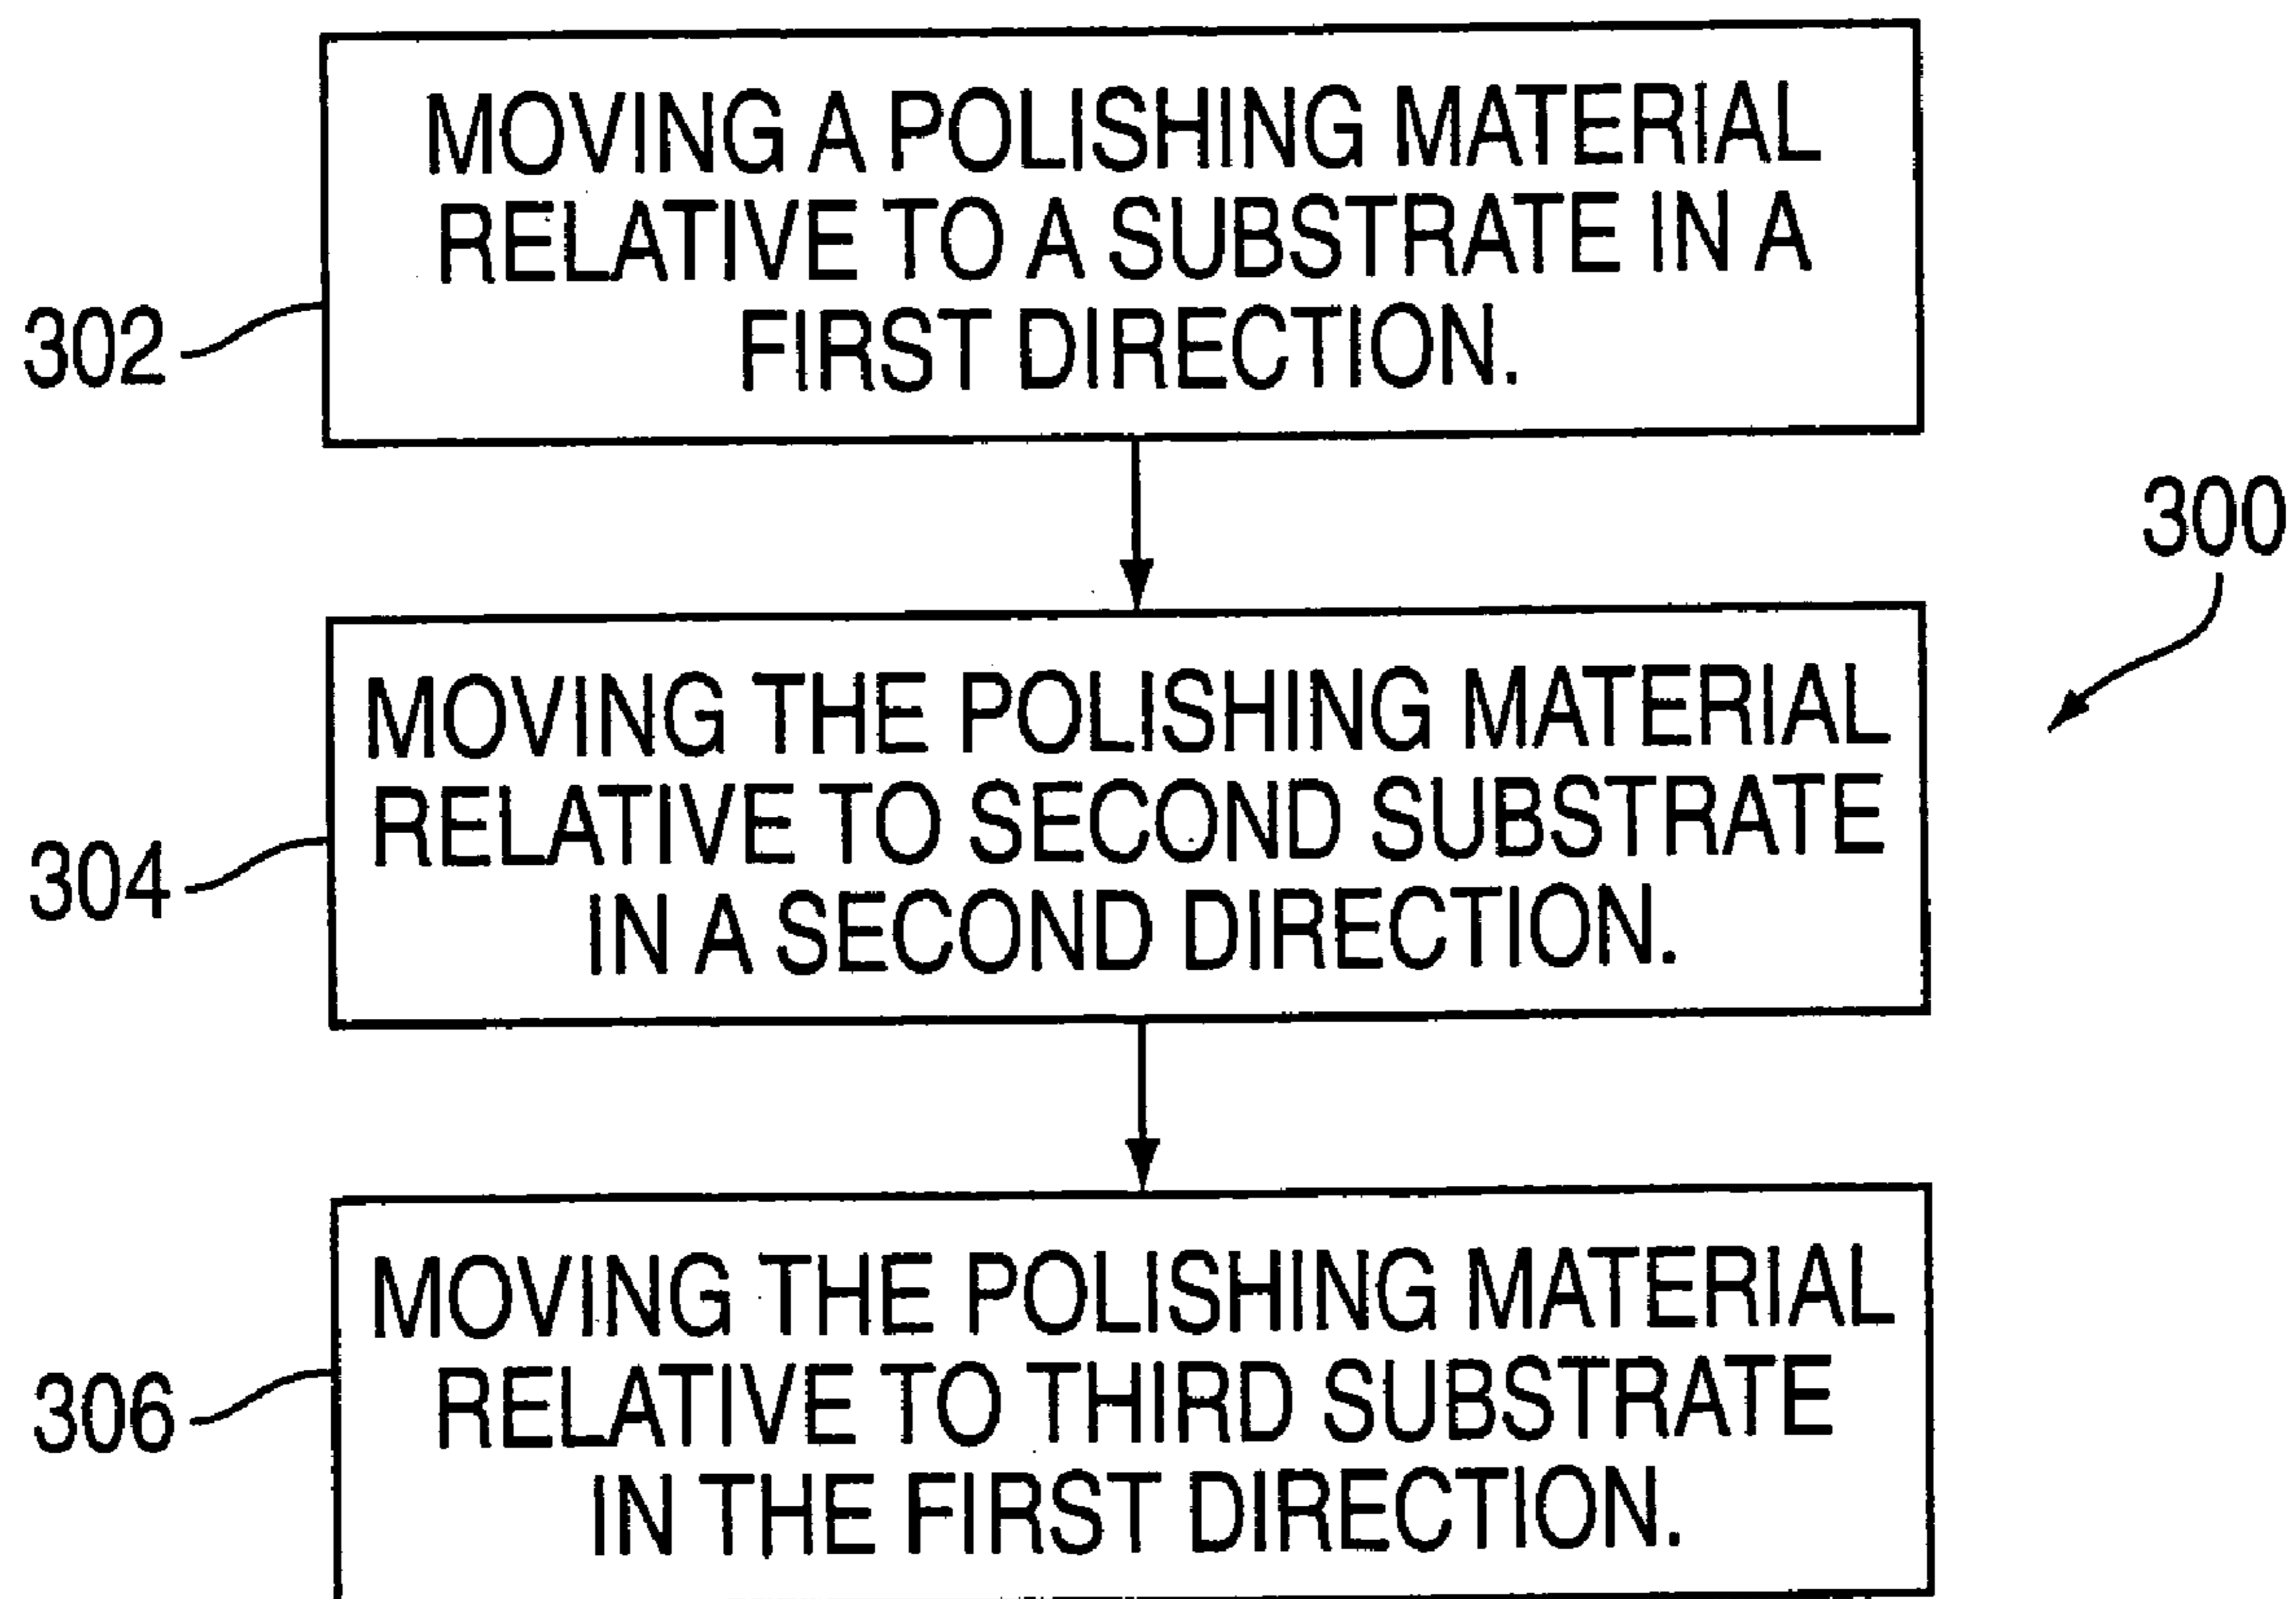 MOVING A POLISHING MATERIAL
RELATIVE TO A SUBSTRATE IN A
FIRST DIRECTION.
302
300
MOVING THE POLISHING MATERIAL
RELATIVE TO SECOND SUBSTRATE
IN A SECOND DIRECTION.
304
MOVING THE POLISHING MATERIAL
RELATIVE TO THIRD SUBSTRATE
IN THE FIRST DIRECTION.
306